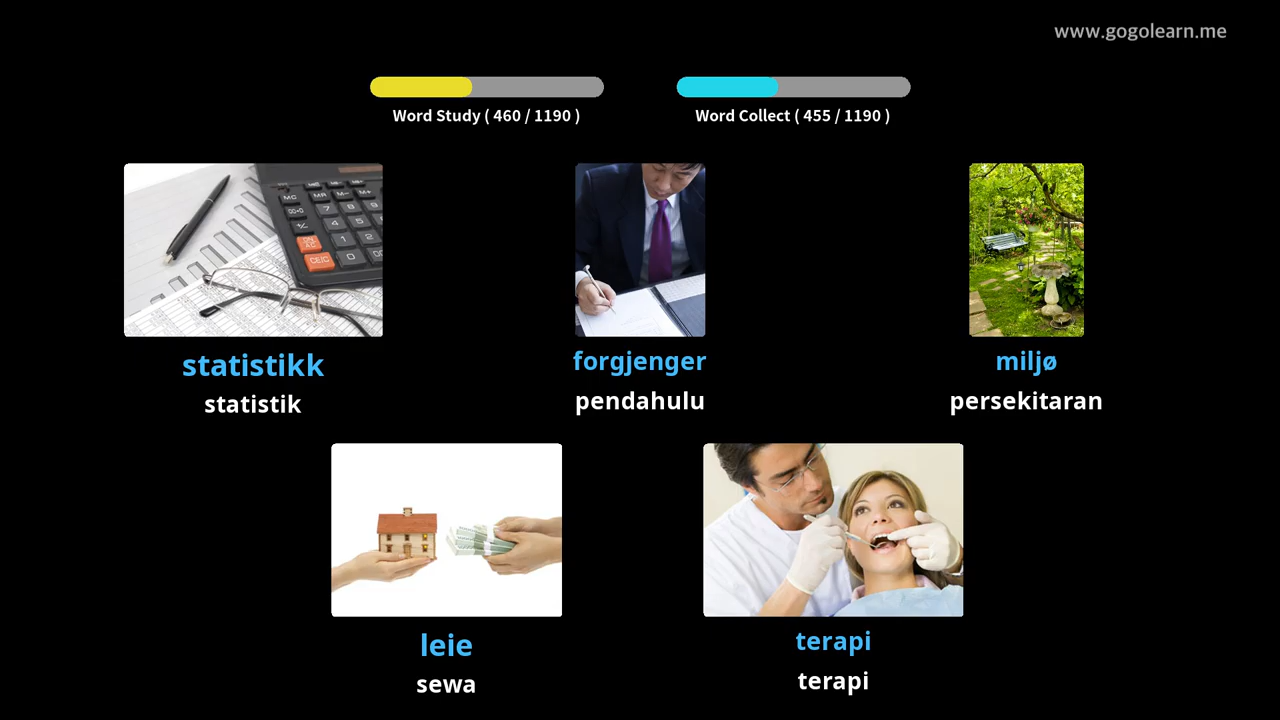 www.gogolearn.me
Word Study ( 460 / 1190 )
Word Collect ( 455 / 1190 )
statistikk
statistik
forgjenger
pendahulu
miljø
persekitaran
leie
sewa
terapi
terapi